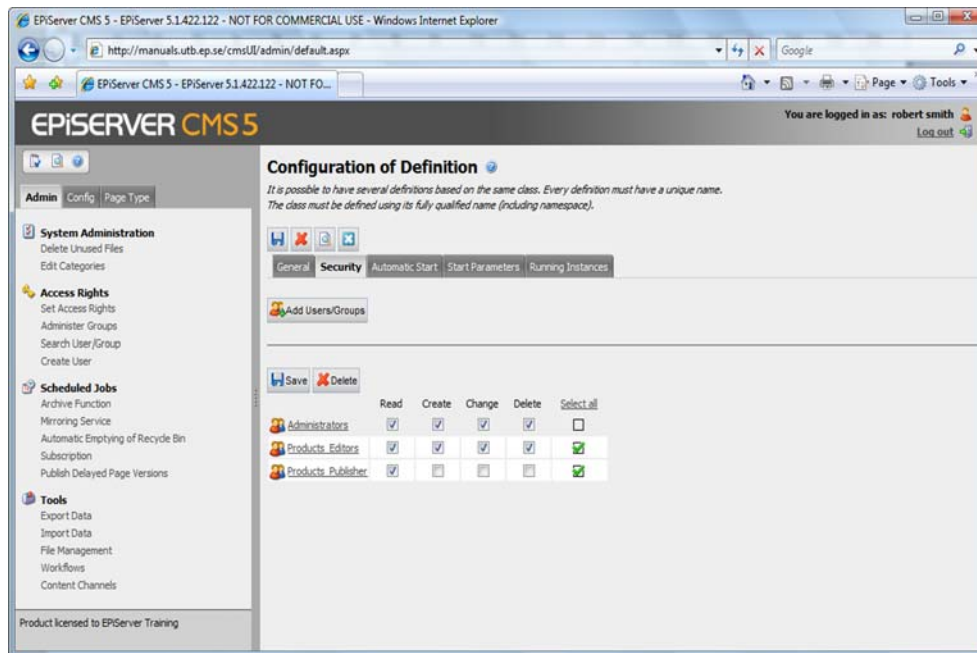 EPiServer CMS 5 - EPiServer 5.1.422.122 - NOT FOR COMMERCIAL USE - Windows Internet Explorer
http://manuals.utb.ep.se/cmsUI/admin/default.aspx
Google
EPiServer CMS 5 - EPiServer 5.1.422.122 - NOT FO...
Page
Tools
EPiSERVER CMS 5
You are logged in as: robert smith
Log out
Admin Config Page Type
System Administration
Delete Unused Files
Edit Categories
Access Rights
Set Access Rights
Administer Groups
Search User/Group
Create User
Scheduled Jobs
Archive Function
Mirroring Service
Automatic Emptying of Recycle Bin
Subscription
Publish Delayed Page Versions
Tools
Export Data
Import Data
File Management
Workflows
Content Channels
Product licensed to EPiServer Training
Configuration of Definition
It is possible to have several definitions based on the same class. Every definition must have a unique name.
The class must be defined using its fully qualified name (including namespace).
General Security Automatic Start Start Parameters Running Instances
Add Users/Groups
Save Delete
Read Create Change Delete Select all
Administrators
Products_Editors
Products_Publisher